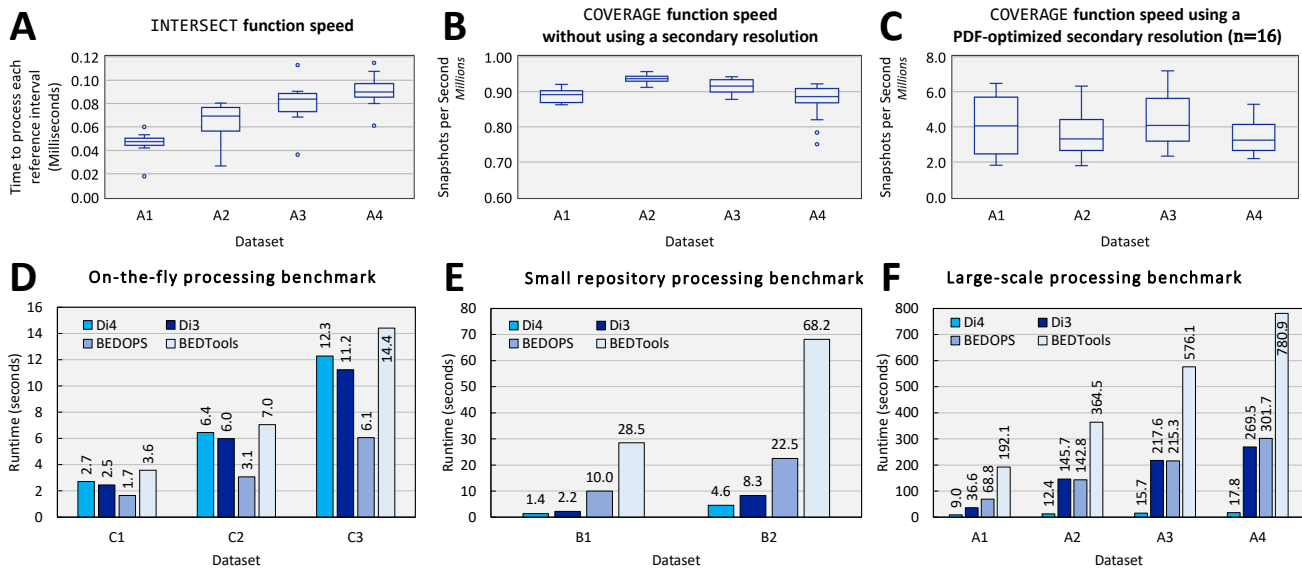 A
INTERSECT function speed
Time to process each
reference interval
(Milliseconds)
0.12
0.10
0.08
0.06
0.04
0.02
0.00
A1 A2 A3 A4
Dataset
B
COVERAGE function speed
without using a secondary resolution
Snapshots per Second
Millions
1.00
0.90
0.80
0.70
0.60
A1 A2 A3 A4
Dataset
C
COVERAGE function speed using a
PDF-optimized secondary resolution (n=16)
Snapshots per Second
Millions
8.0
6.0
4.0
2.0
0.0
A1 A2 A3 A4
Dataset
D
On-the-fly processing benchmark
Runtime (seconds)
16
14
12
10
8
6
4
2
0
Di4 Di3
BEDOPS BEDTools
2.7 2.5 1.7 3.6
6.4 6.0 3.1 7.0
12.3 11.2 6.1 14.4
C1 C2 C3
Dataset
E
Small repository processing benchmark
Runtime (seconds)
80
70
60
50
40
30
20
10
0
Di4 Di3
BEDOPS BEDTools
1.4 2.2 10.0 28.5
4.6 8.3 22.5 68.2
B1 B2
Dataset
F
Large-scale processing benchmark
Runtime (seconds)
800
700
600
500
400
300
200
100
0
Di4 Di3
BEDOPS BEDTools
9.0 36.6 68.8 192.1
12.4 145.7 142.8 364.5
15.7 217.6 215.3 576.1
17.8 269.5 301.7 780.9
A1 A2 A3 A4
Dataset